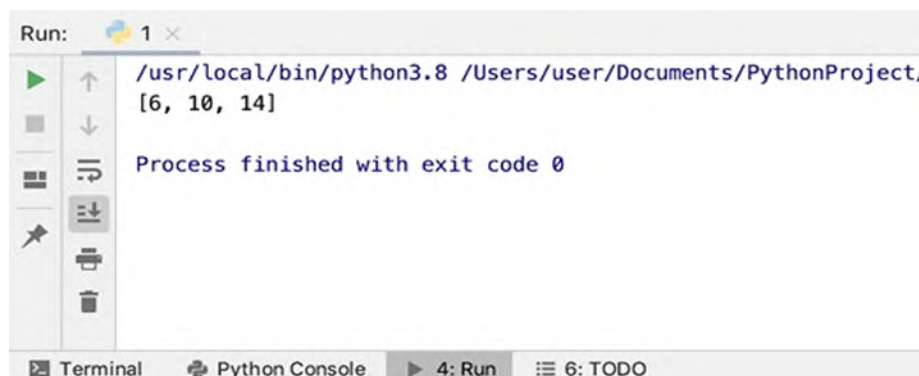 Run: 1
/usr/local/bin/python3.8 /Users/user/Documents/PythonProject/
[6, 10, 14]
Process finished with exit code 0
Terminal Python Console 4: Run 6: TODO